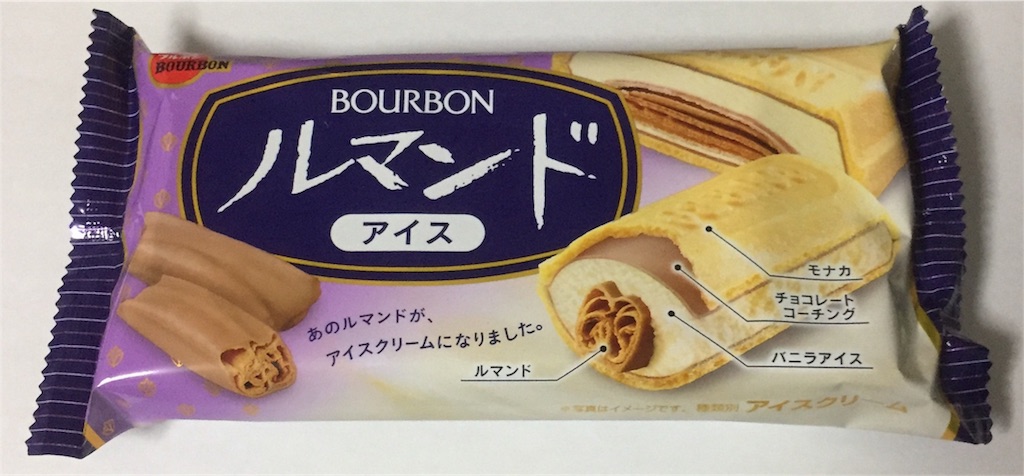 BOURBON
BOURBON
ルマンド
アイス
あのルマンドが、
アイスクリームになりました。
モナカ
チョコレート
コーチング
バニラアイス
ルマンド
※写真はイメージです。 種類別 アイスクリーム